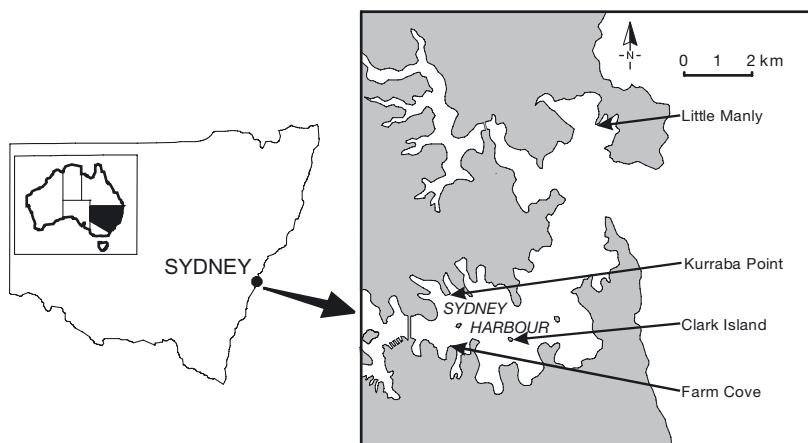 SYDNEY
-N-
0 1 2 km
Little Manly
Kurraba Point
SYDNEY
HARBOUR
Clark Island
Farm Cove